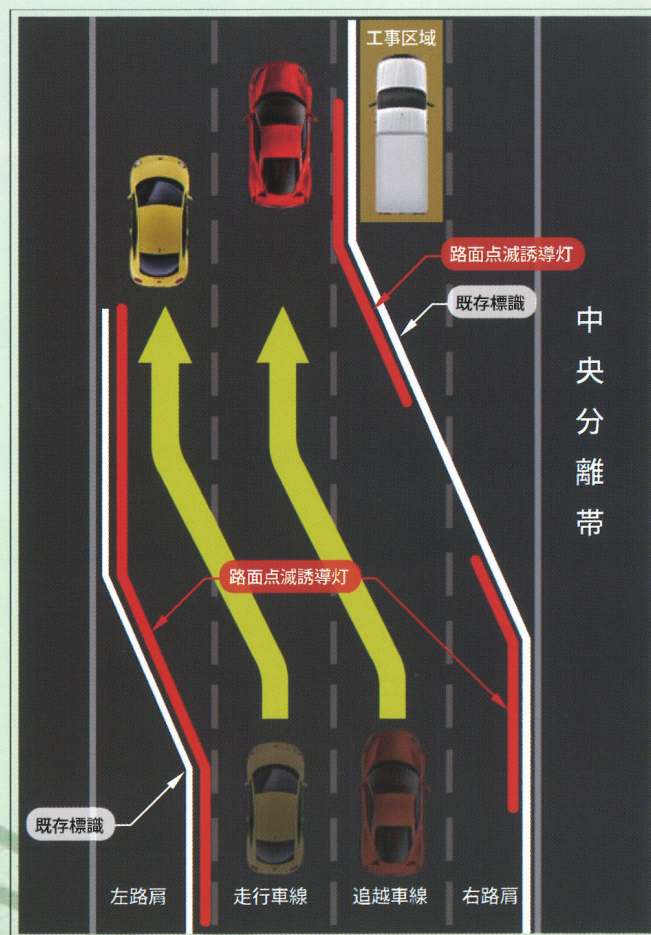 工事区域
路面点滅誘導灯
既存標識
中央分離帯
路面点滅誘導灯
既存標識
左路肩
走行車線
追越車線
右路肩